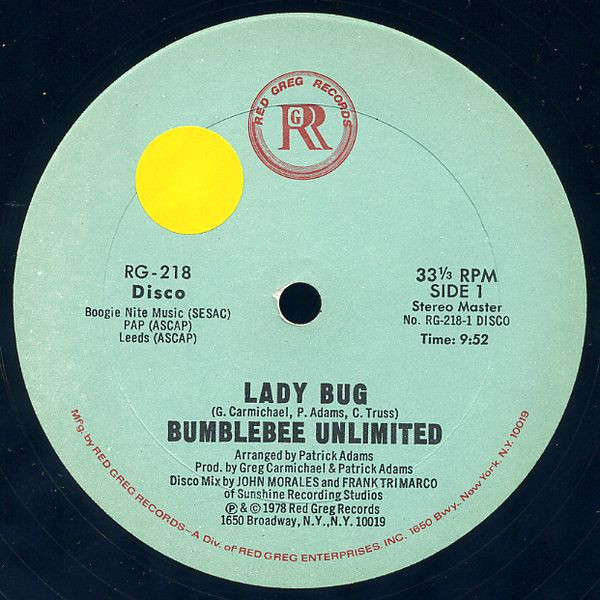 RED GREG RECORDS
RGR
RG-218
Disco
Boogie Nite Music (SESAC)
PAP (ASCAP)
Leeds (ASCAP)
33⅓ RPM
SIDE 1
Stereo Master
No. RG-218-1 DISCO
Time: 9:52
LADY BUG
(G. Carmichael, P. Adams, C. Truss)
BUMBLEBEE UNLIMITED
Arranged by Patrick Adams
Prod. by Greg Carmichael & Patrick Adams
Disco Mix by JOHN MORALES and FRANK TRIMARCO
of Sunshine Recording Studios
℗ & © 1978 Red Greg Records
1650 Broadway, N.Y., N.Y. 10019
Mfg. by RED GREG RECORDS-A Div. of RED GREG ENTERPRISES, INC. 1650 Bwy. New York, N.Y. 10019